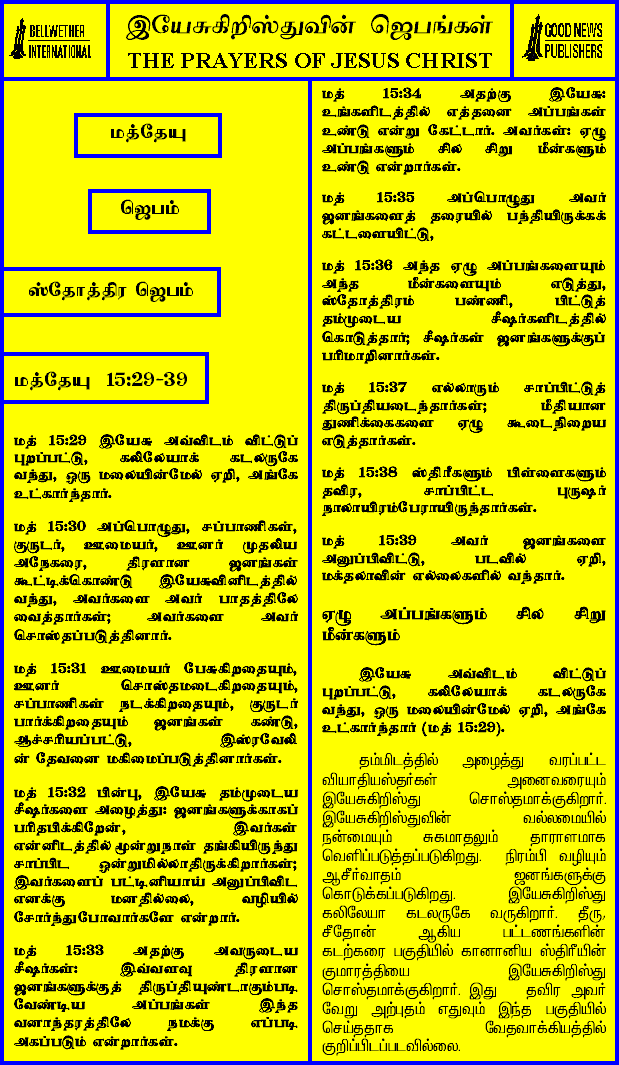 BELLWETHER
INTERNATIONAL
இயேசுகிறிஸ்துவின் ஜெபங்கள்
THE PRAYERS OF JESUS CHRIST
GOOD NEWS
PUBLISHERS
மத்தேயு
ஜெபம்
ஸ்தோத்திர ஜெபம்
மத்தேயு 15:29-39
மத் 15:29 இயேசு அவ்விடம் விட்டுப்
புறப்பட்டு, கலிலேயாக் கடலருகே
வந்து, ஒரு மலையின்மேல் ஏறி, அங்கே
உட்கார்ந்தார்.
மத் 15:30 அப்பொழுது, சப்பாணிகள்,
குருடர், ஊமையர், ஊனர் முதலிய
அநேகரை, திரளான ஜனங்கள்
கூட்டிக்கொண்டு இயேசுவினிடத்தில்
வந்து, அவர்களை அவர் பாதத்திலே
வைத்தார்கள்; அவர்களை அவர்
சொஸ்தப்படுத்தினார்.
மத் 15:31 ஊமையர் பேசுகிறதையும்,
ஊனர் சொஸ்தமடைகிறதையும்,
சப்பாணிகள் நடக்கிறதையும், குருடர்
பார்க்கிறதையும் ஜனங்கள் கண்டு,
ஆச்சரியப்பட்டு, இஸ்ரவேலி
ன் தேவனை மகிமைப்படுத்தினார்கள்.
மத் 15:32 பின்பு, இயேசு தம்முடைய
சீஷர்களை அழைத்து: ஜனங்களுக்காகப்
பரிதபிக்கிறேன், இவர்கள்
என்னிடத்தில் மூன்றுநாள் தங்கியிருந்து
சாப்பிட ஒன்றுமில்லாதிருக்கிறார்கள்;
இவர்களைப் பட்டினியாய் அனுப்பிவிட
எனக்கு மனதில்லை, வழியில்
சோர்ந்துபோவார்களே என்றார்.
மத் 15:33 அதற்கு அவருடைய
சீஷர்கள்: இவ்வளவு திரளான
ஜனங்களுக்குத் திருப்தியுண்டாகும்படி
வேண்டிய அப்பங்கள் இந்த
வனாந்தரத்திலே நமக்கு எப்படி
அகப்படும் என்றார்கள்.
மத் 15:34 அதற்கு இயேசு:
உங்களிடத்தில் எத்தனை அப்பங்கள்
உண்டு என்று கேட்டார். அவர்கள்: ஏழு
அப்பங்களும் சில சிறு மீன்களும்
உண்டு என்றார்கள்.
மத் 15:35 அப்பொழுது அவர்
ஜனங்களைத் தரையில் பந்தியிருக்கக்
கட்டளையிட்டு,
மத் 15:36 அந்த ஏழு அப்பங்களையும்
அந்த மீன்களையும் எடுத்து,
ஸ்தோத்திரம் பண்ணி, பிட்டுத்
தம்முடைய சீஷர்களிடத்தில்
கொடுத்தார்; சீஷர்கள் ஜனங்களுக்குப்
பரிமாறினார்கள்.
மத் 15:37 எல்லாரும் சாப்பிட்டுத்
திருப்தியடைந்தார்கள்; மீதியான
துணிக்கைகளை ஏழு கூடைநிறைய
எடுத்தார்கள்.
மத் 15:38 ஸ்திரீகளும் பிள்ளைகளும்
தவிர, சாப்பிட்ட புருஷர்
நாலாயிரம்பேராயிருந்தார்கள்.
மத் 15:39 அவர் ஜனங்களை
அனுப்பிவிட்டு, படவில் ஏறி,
மக்தலாவின் எல்லைகளில் வந்தார்.
ஏழு அப்பங்களும் சில சிறு
மீன்களும்
இயேசு அவ்விடம் விட்டுப்
புறப்பட்டு, கலிலேயாக் கடலருகே
வந்து, ஒரு மலையின்மேல் ஏறி, அங்கே
உட்கார்ந்தார் (மத் 15:29).
தம்மிடத்தில் அழைத்து வரப்பட்ட
வியாதியஸ்தர்கள் அனைவரையும்
இயேசுகிறிஸ்து சொஸ்தமாக்குகிறார்.
இயேசுகிறிஸ்துவின் வல்லமையில்
நன்மையும் சுகமாதலும் தாராளமாக
வெளிப்படுத்தப்படுகிறது. நிரம்பி வழியும்
ஆசீர்வாதம் ஜனங்களுக்கு
கொடுக்கப்படுகிறது. இயேசுகிறிஸ்து
கலிலேயா கடலருகே வருகிறார். தீரு,
சீதோன் ஆகிய பட்டணங்களின்
கடற்கரை பகுதியில் கானானிய ஸ்திரீயின்
குமாரத்தியை இயேசுகிறிஸ்து
சொஸ்தமாக்குகிறார். இது தவிர அவர்
வேறு அற்புதம் எதுவும் இந்த பகுதியில்
செய்ததாக வேதவாக்கியத்தில்
குறிப்பிடப்படவில்லை.